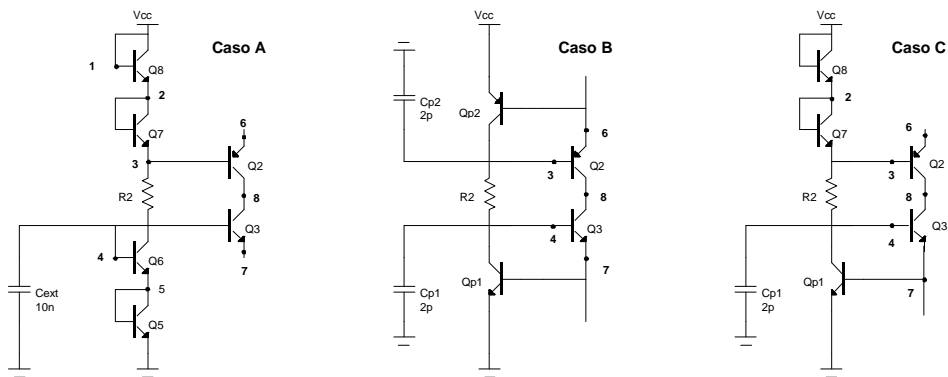 Vcc
Caso A
1
Q8
2
Q7
6
3
Q2
R2
8
Q3
4
Q6
7
5
Cext
10n
Q5
Vcc
Caso B
Cp2
2p
Qp2
6
3
Q2
R2
8
Q3
4
7
Cp1
2p
Qp1
Vcc
Caso C
Q8
2
Q7
6
3
Q2
R2
8
Q3
4
7
Cp1
2p
Qp1